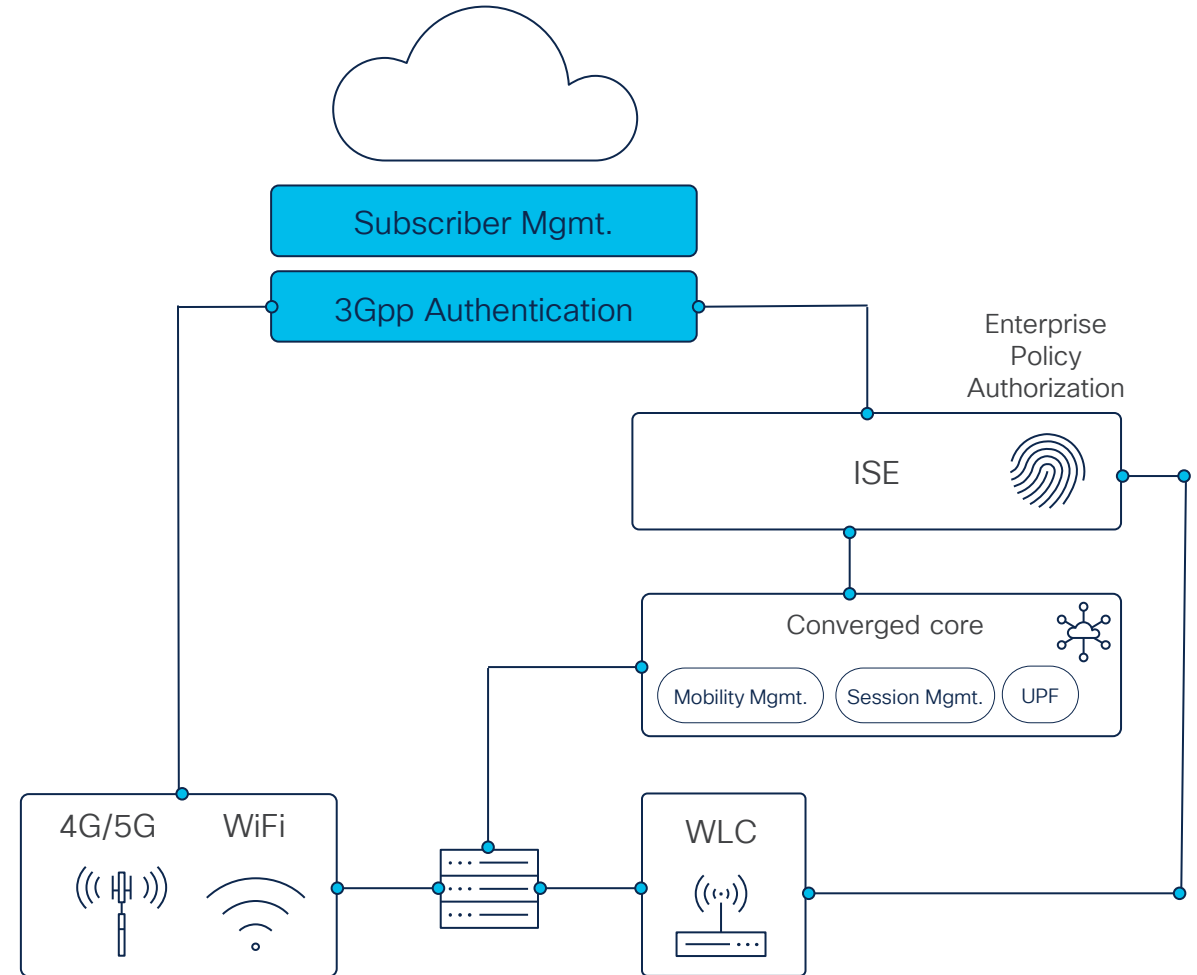 Subscriber Mgmt.
3Gpp Authentication
Enterprise
Policy
Authorization
ISE
Converged core
Mobility Mgmt.
Session Mgmt.
UPF
4G/5G
WiFi
WLC